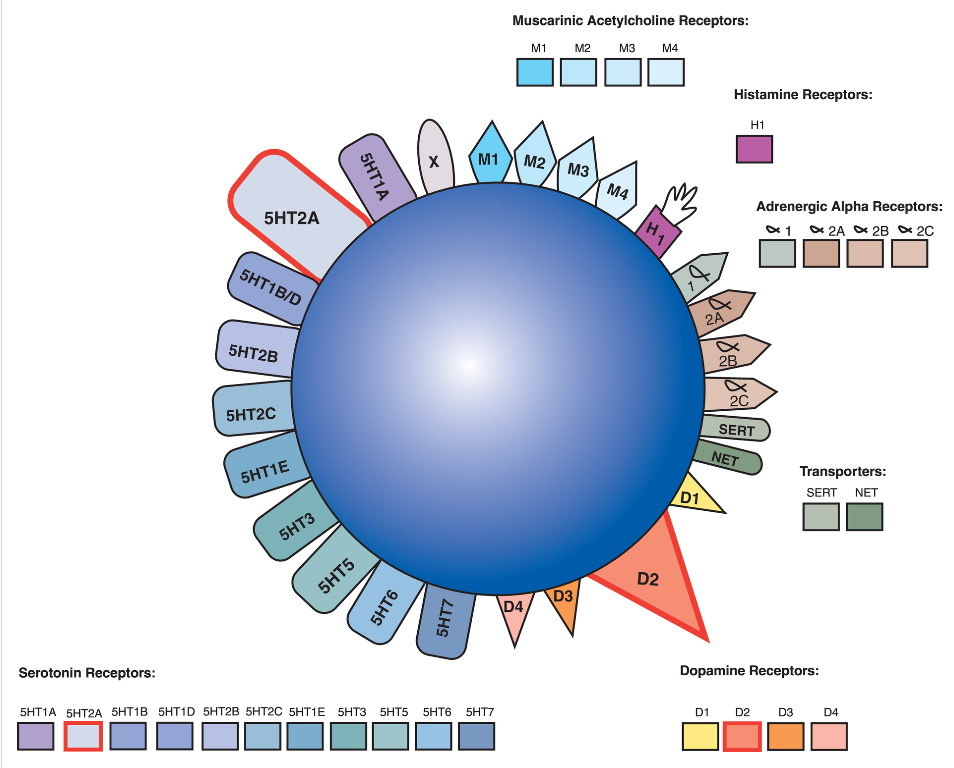 Muscarinic Acetylcholine Receptors:
M1 M2 M3 M4
Histamine Receptors:
H1
Adrenergic Alpha Receptors:
α 1 α 2A α 2B α 2C
X
M1
M2
M3
M4
H1
1 α
α 2A
α 2B
α 2C
SERT
NET
D1
D2
D3
D4
5HT7
5HT6
5HT5
5HT3
5HT1E
5HT2C
5HT2B
5HT1B/D
5HT2A
5HT1A
Transporters:
SERT NET
Serotonin Receptors:
5HT1A 5HT2A 5HT1B 5HT1D 5HT2B 5HT2C 5HT1E 5HT3 5HT5 5HT6 5HT7
Dopamine Receptors:
D1 D2 D3 D4